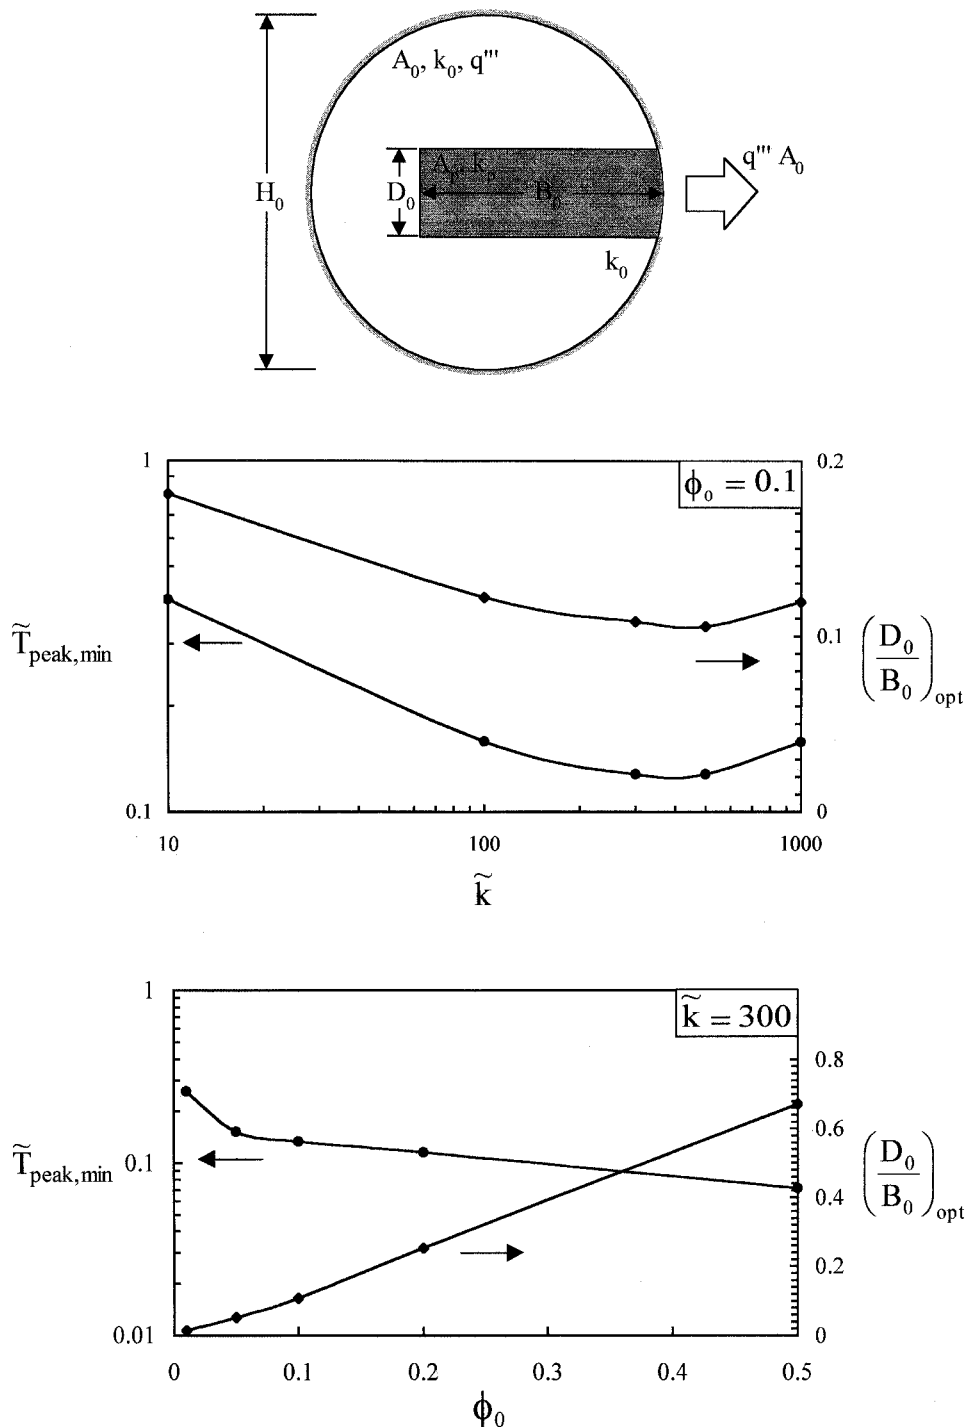 A₀, k₀, q'''
H₀
D₀
Aₚ, kₚ
B₀
q''' A₀
k₀
1
0.1
T̃peak,min
0.2
0.1
0
ϕ₀ = 0.1
(D₀/B₀)opt
10
100
1000
k̃
1
0.1
0.01
T̃peak,min
k̃ = 300
0.8
0.6
0.4
0.2
0
(D₀/B₀)opt
0
0.1
0.2
0.3
0.4
0.5
ϕ₀